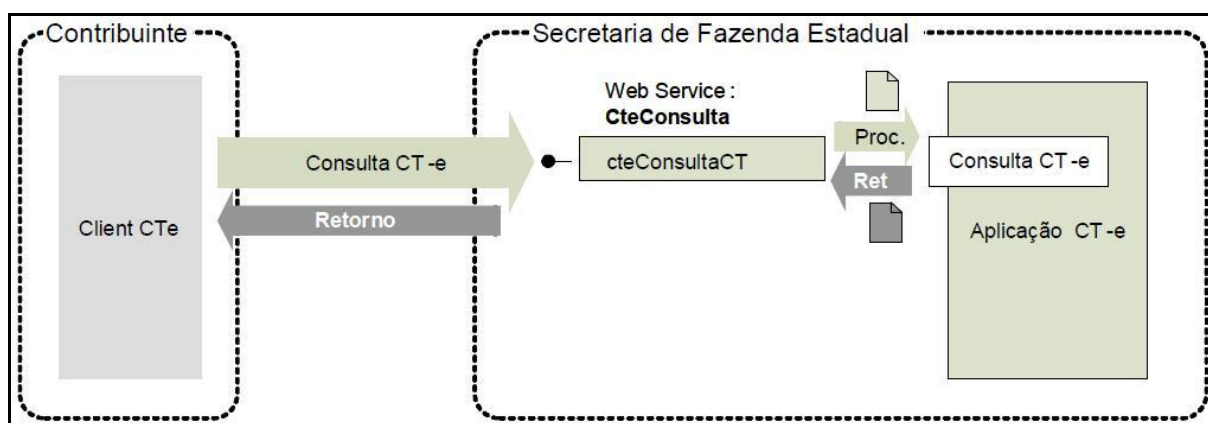 Contribuinte
Secretaria de Fazenda Estadual
Web Service :
CteConsulta
Proc.
Consulta CT -e
cteConsultaCT
Consulta CT -e
Ret
Retorno
Client CTe
Aplicação CT -e